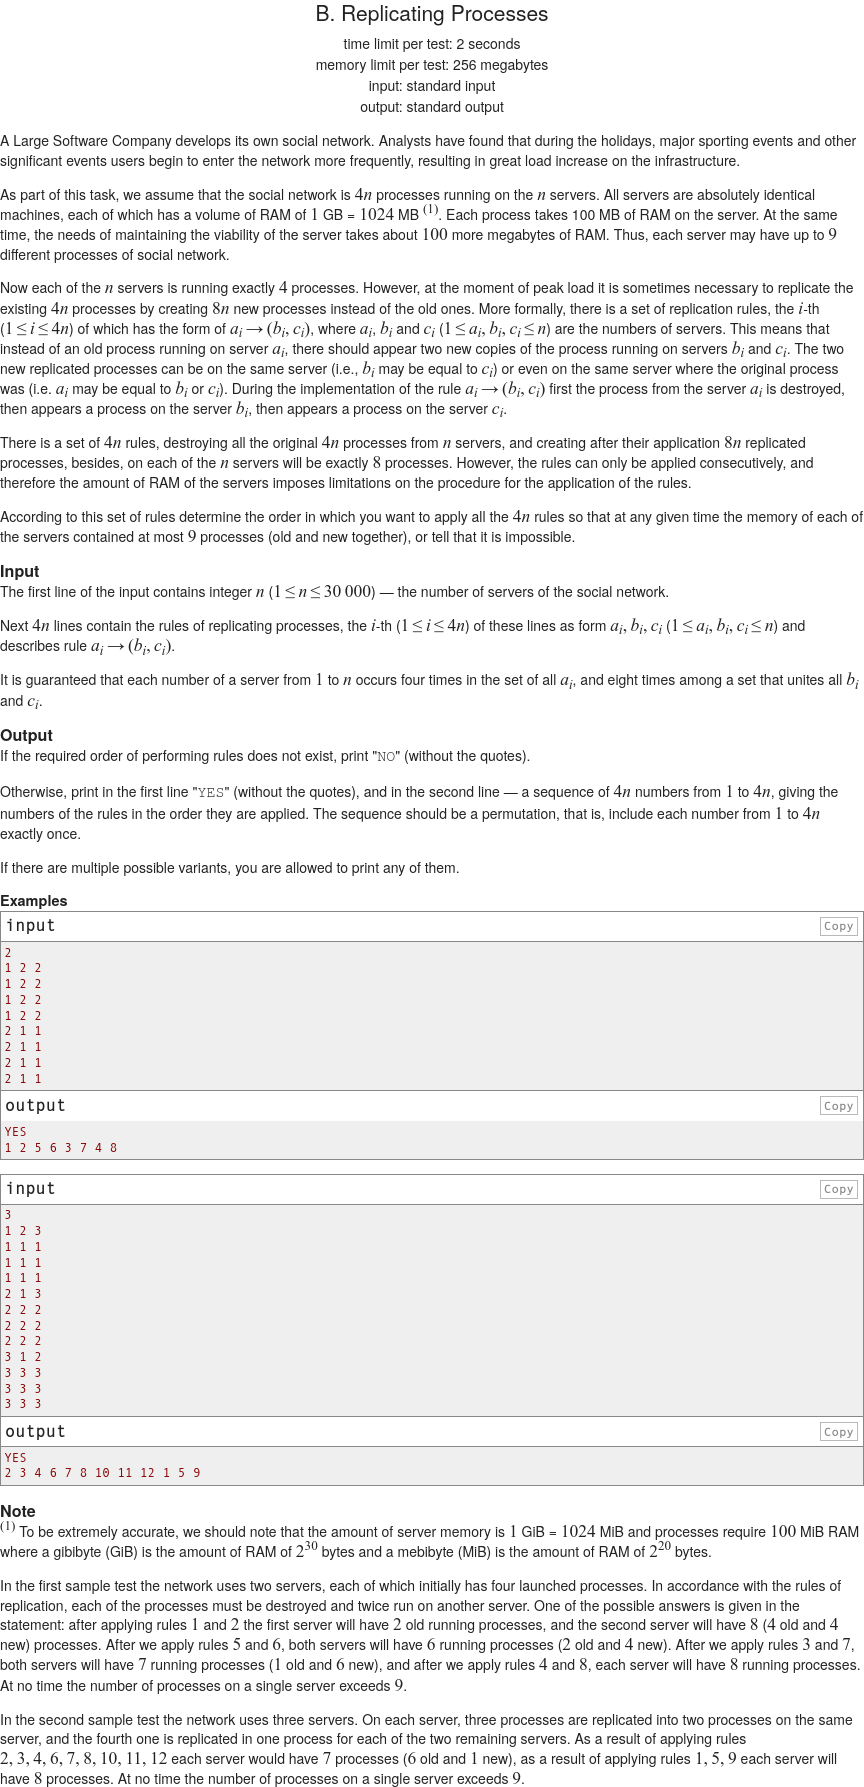 B. Replicating Processes
time limit per test: 2 seconds
memory limit per test: 256 megabytes
input: standard input
output: standard output
A Large Software Company develops its own social network. Analysts have found that during the holidays, major sporting events and other
significant events users begin to enter the network more frequently, resulting in great load increase on the infrastructure.
As part of this task, we assume that the social network is 4n processes running on the n servers. All servers are absolutely identical
machines, each of which has a volume of RAM of 1 GB = 1024 MB (1). Each process takes 100 MB of RAM on the server. At the same
time, the needs of maintaining the viability of the server takes about 100 more megabytes of RAM. Thus, each server may have up to 9
different processes of social network.
Now each of the n servers is running exactly 4 processes. However, at the moment of peak load it is sometimes necessary to replicate the
existing 4n processes by creating 8n new processes instead of the old ones. More formally, there is a set of replication rules, the i-th
(1 ≤ i ≤ 4n) of which has the form of a_i → (b_i, c_i), where a_i, b_i and c_i (1 ≤ a_i, b_i, c_i ≤ n) are the numbers of servers. This means that
instead of an old process running on server a_i, there should appear two new copies of the process running on servers b_i and c_i. The two
new replicated processes can be on the same server (i.e., b_i may be equal to c_i) or even on the same server where the original process
was (i.e. a_i may be equal to b_i or c_i). During the implementation of the rule a_i → (b_i, c_i) first the process from the server a_i is destroyed,
then appears a process on the server b_i, then appears a process on the server c_i.
There is a set of 4n rules, destroying all the original 4n processes from n servers, and creating after their application 8n replicated
processes, besides, on each of the n servers will be exactly 8 processes. However, the rules can only be applied consecutively, and
therefore the amount of RAM of the servers imposes limitations on the procedure for the application of the rules.
According to this set of rules determine the order in which you want to apply all the 4n rules so that at any given time the memory of each of
the servers contained at most 9 processes (old and new together), or tell that it is impossible.
Input
The first line of the input contains integer n (1 ≤ n ≤ 30 000) — the number of servers of the social network.
Next 4n lines contain the rules of replicating processes, the i-th (1 ≤ i ≤ 4n) of these lines as form a_i, b_i, c_i (1 ≤ a_i, b_i, c_i ≤ n) and
describes rule a_i → (b_i, c_i).
It is guaranteed that each number of a server from 1 to n occurs four times in the set of all a_i, and eight times among a set that unites all b_i
and c_i.
Output
If the required order of performing rules does not exist, print "NO" (without the quotes).
Otherwise, print in the first line "YES" (without the quotes), and in the second line — a sequence of 4n numbers from 1 to 4n, giving the
numbers of the rules in the order they are applied. The sequence should be a permutation, that is, include each number from 1 to 4n
exactly once.
If there are multiple possible variants, you are allowed to print any of them.
Examples
input
Copy
2
1 2 2
1 2 2
1 2 2
1 2 2
2 1 1
2 1 1
2 1 1
2 1 1
output
Copy
YES
1 2 5 6 3 7 4 8
input
Copy
3
1 2 3
1 1 1
1 1 1
1 1 1
2 1 3
2 2 2
2 2 2
2 2 2
3 1 2
3 3 3
3 3 3
3 3 3
output
Copy
YES
2 3 4 6 7 8 10 11 12 1 5 9
Note
(1) To be extremely accurate, we should note that the amount of server memory is 1 GiB = 1024 MiB and processes require 100 MiB RAM
where a gibibyte (GiB) is the amount of RAM of 2^30 bytes and a mebibyte (MiB) is the amount of RAM of 2^20 bytes.
In the first sample test the network uses two servers, each of which initially has four launched processes. In accordance with the rules of
replication, each of the processes must be destroyed and twice run on another server. One of the possible answers is given in the
statement: after applying rules 1 and 2 the first server will have 2 old running processes, and the second server will have 8 (4 old and 4
new) processes. After we apply rules 5 and 6, both servers will have 6 running processes (2 old and 4 new). After we apply rules 3 and 7,
both servers will have 7 running processes (1 old and 6 new), and after we apply rules 4 and 8, each server will have 8 running processes.
At no time the number of processes on a single server exceeds 9.
In the second sample test the network uses three servers. On each server, three processes are replicated into two processes on the same
server, and the fourth one is replicated in one process for each of the two remaining servers. As a result of applying rules
2, 3, 4, 6, 7, 8, 10, 11, 12 each server would have 7 processes (6 old and 1 new), as a result of applying rules 1, 5, 9 each server will
have 8 processes. At no time the number of processes on a single server exceeds 9.